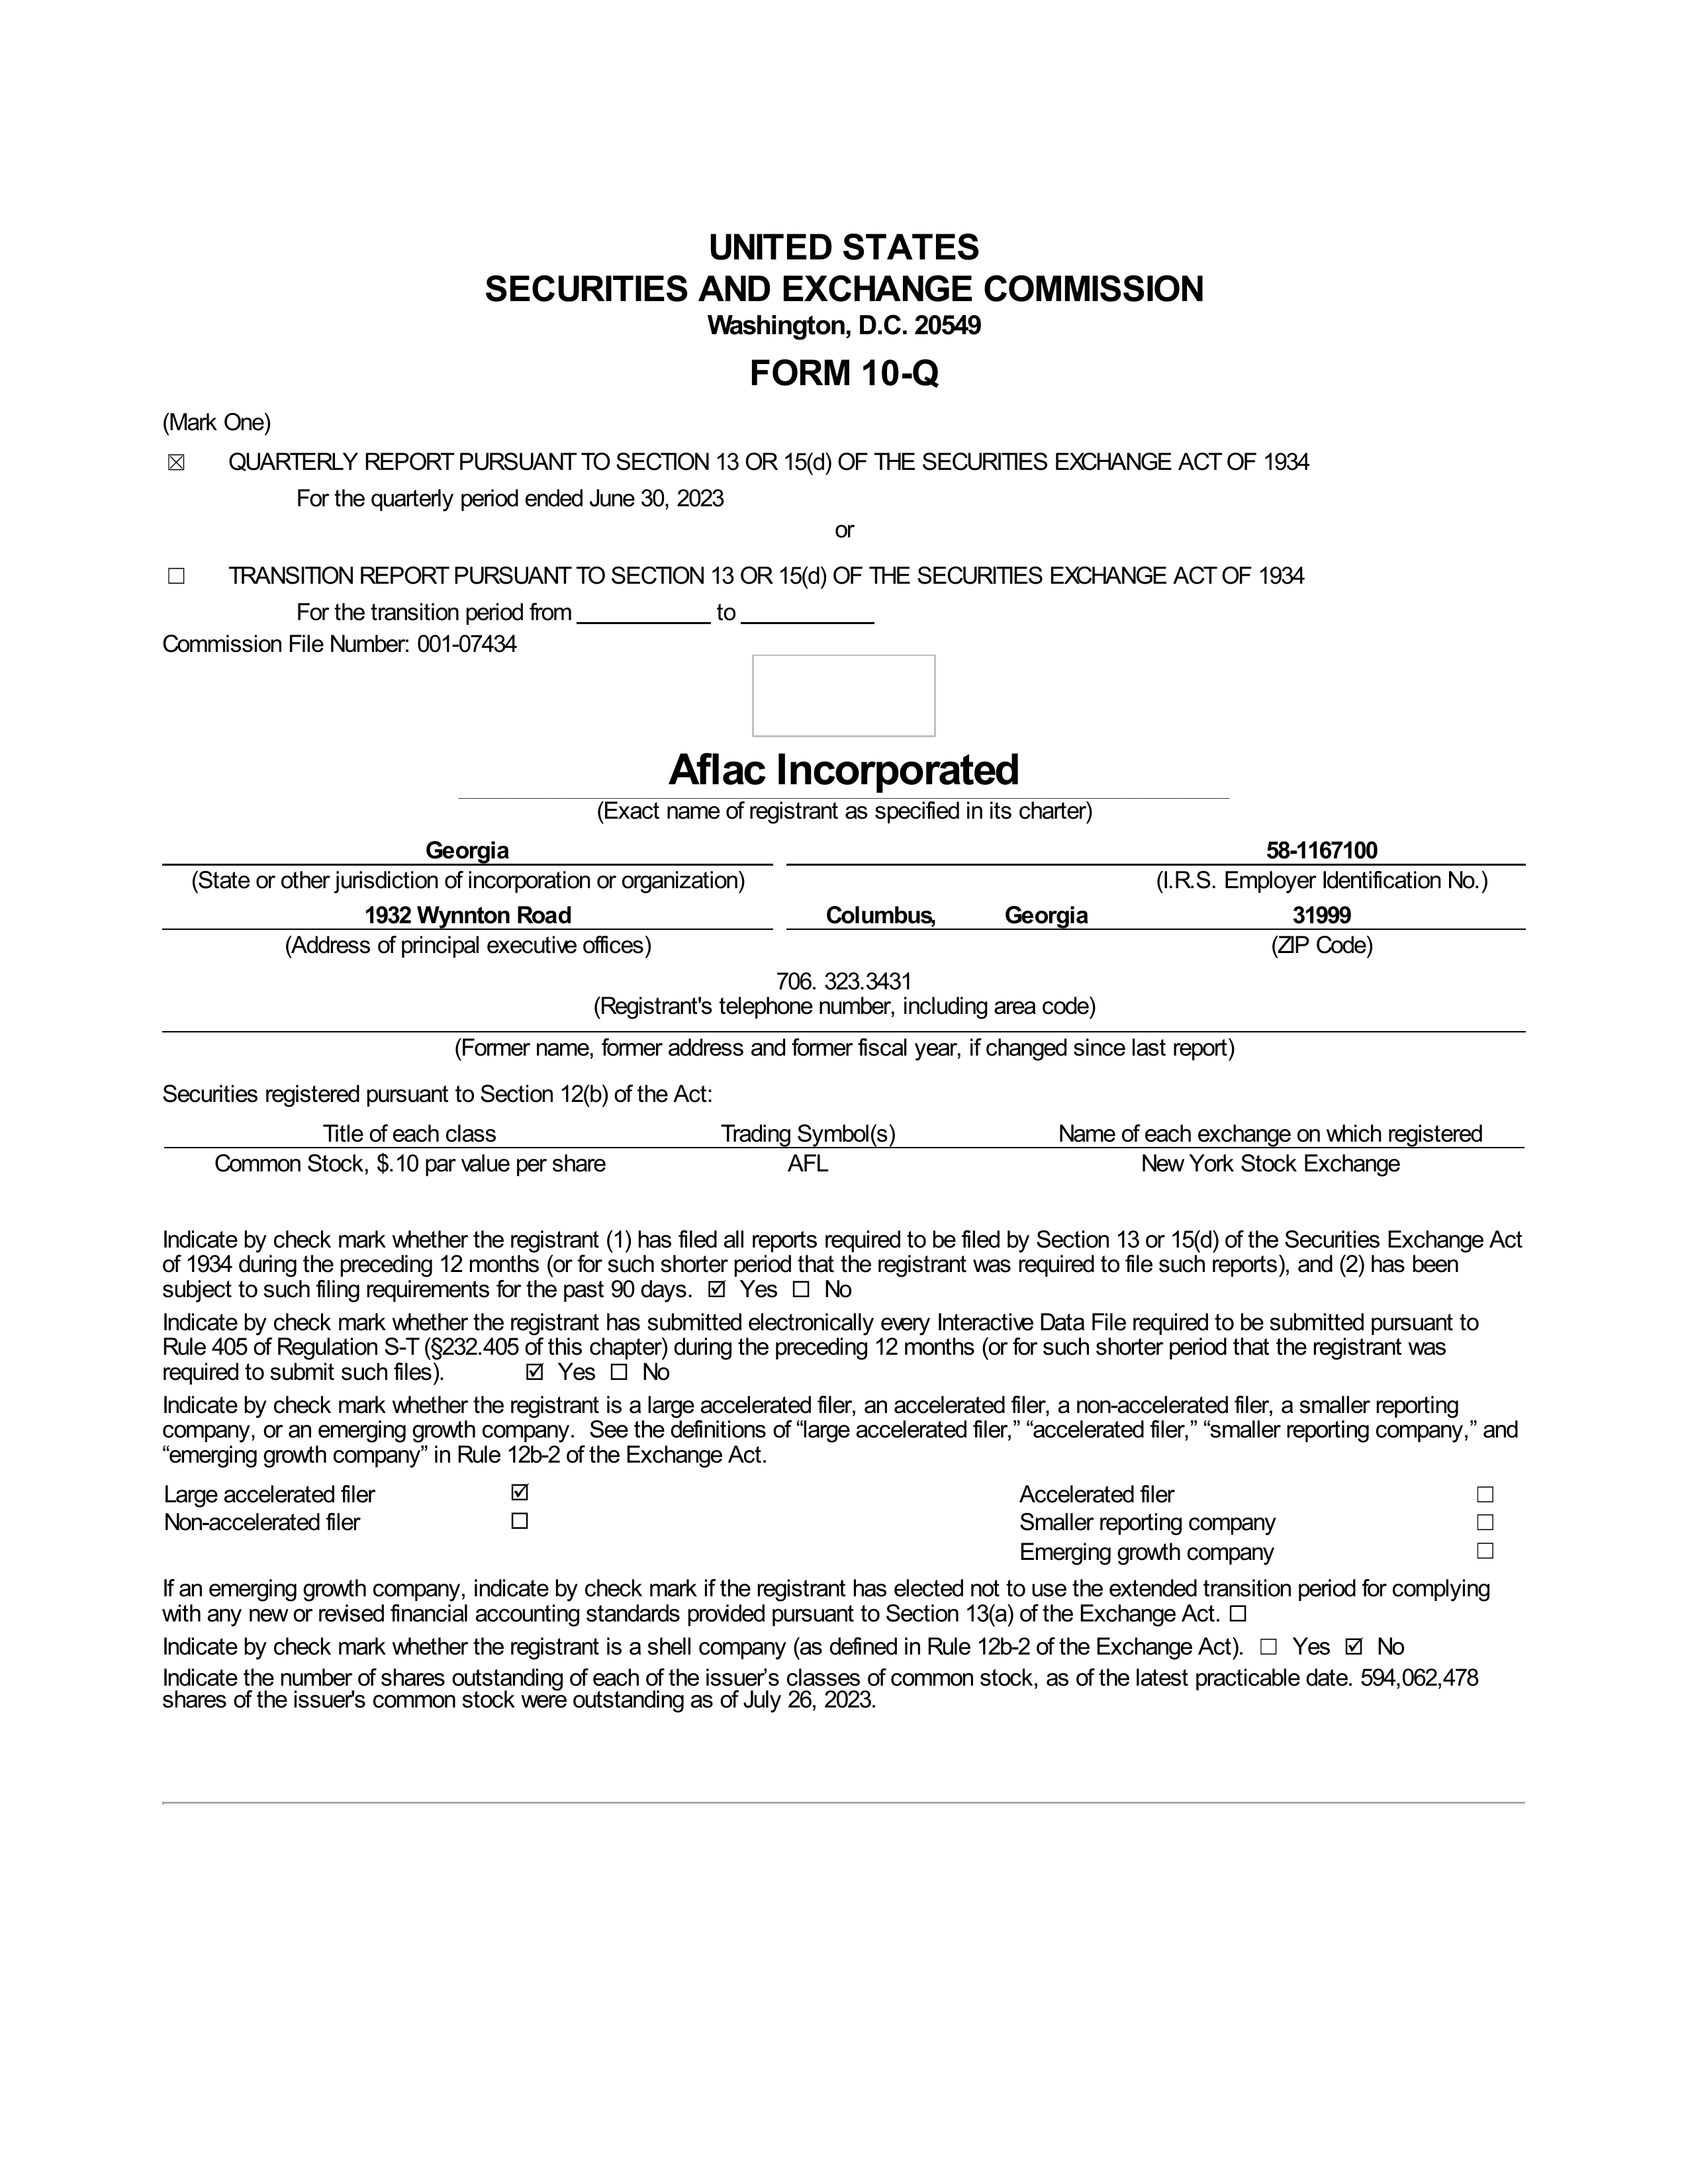 UNITED STATES
SECURITIES AND EXCHANGE COMMISSION
Washington, D.C. 20549
FORM 10-Q
(Mark One)
☒ QUARTERLY REPORT PURSUANT TO SECTION 13 OR 15(d) OF THE SECURITIES EXCHANGE ACT OF 1934
For the quarterly period ended June 30, 2023
or
☐ TRANSITION REPORT PURSUANT TO SECTION 13 OR 15(d) OF THE SECURITIES EXCHANGE ACT OF 1934
For the transition period from __________ to __________
Commission File Number: 001-07434
Aflac Incorporated
(Exact name of registrant as specified in its charter)
Georgia 58-1167100
(State or other jurisdiction of incorporation or organization) (I.R.S. Employer Identification No.)
1932 Wynnton Road Columbus, Georgia 31999
(Address of principal executive offices) (ZIP Code)
706. 323.3431
(Registrant's telephone number, including area code)
(Former name, former address and former fiscal year, if changed since last report)
Securities registered pursuant to Section 12(b) of the Act:
Title of each class Trading Symbol(s) Name of each exchange on which registered
Common Stock, $.10 par value per share AFL New York Stock Exchange
Indicate by check mark whether the registrant (1) has filed all reports required to be filed by Section 13 or 15(d) of the Securities Exchange Act
of 1934 during the preceding 12 months (or for such shorter period that the registrant was required to file such reports), and (2) has been
subject to such filing requirements for the past 90 days. ☑ Yes ☐ No
Indicate by check mark whether the registrant has submitted electronically every Interactive Data File required to be submitted pursuant to
Rule 405 of Regulation S-T (§232.405 of this chapter) during the preceding 12 months (or for such shorter period that the registrant was
required to submit such files). ☑ Yes ☐ No
Indicate by check mark whether the registrant is a large accelerated filer, an accelerated filer, a non-accelerated filer, a smaller reporting
company, or an emerging growth company. See the definitions of “large accelerated filer,” “accelerated filer,” “smaller reporting company,” and
“emerging growth company” in Rule 12b-2 of the Exchange Act.
Large accelerated filer ☑ Accelerated filer ☐
Non-accelerated filer ☐ Smaller reporting company ☐
Emerging growth company ☐
If an emerging growth company, indicate by check mark if the registrant has elected not to use the extended transition period for complying
with any new or revised financial accounting standards provided pursuant to Section 13(a) of the Exchange Act. ☐
Indicate by check mark whether the registrant is a shell company (as defined in Rule 12b-2 of the Exchange Act). ☐ Yes ☑ No
Indicate the number of shares outstanding of each of the issuer’s classes of common stock, as of the latest practicable date. 594,062,478
shares of the issuer's common stock were outstanding as of July 26, 2023.